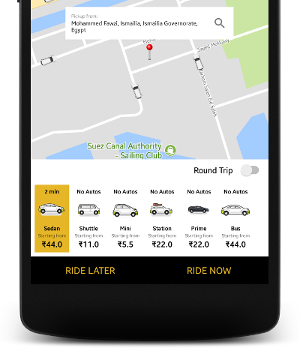 Pickup from.
Mohammed Fawzi, Ismailia, Ismailia Governorate,
Egypt
Suez Canal Authority
- Sailing Club
Round Trip
2 min No Autos No Autos No Autos No Autos No Autos
Sedan Shuttle Mini Station Prime Bus
Starting from Starting from Starting from Starting from Starting from Starting from
₹44.0 ₹11.0 ₹5.5 ₹22.0 ₹22.0 ₹44.0
RIDE LATER RIDE NOW